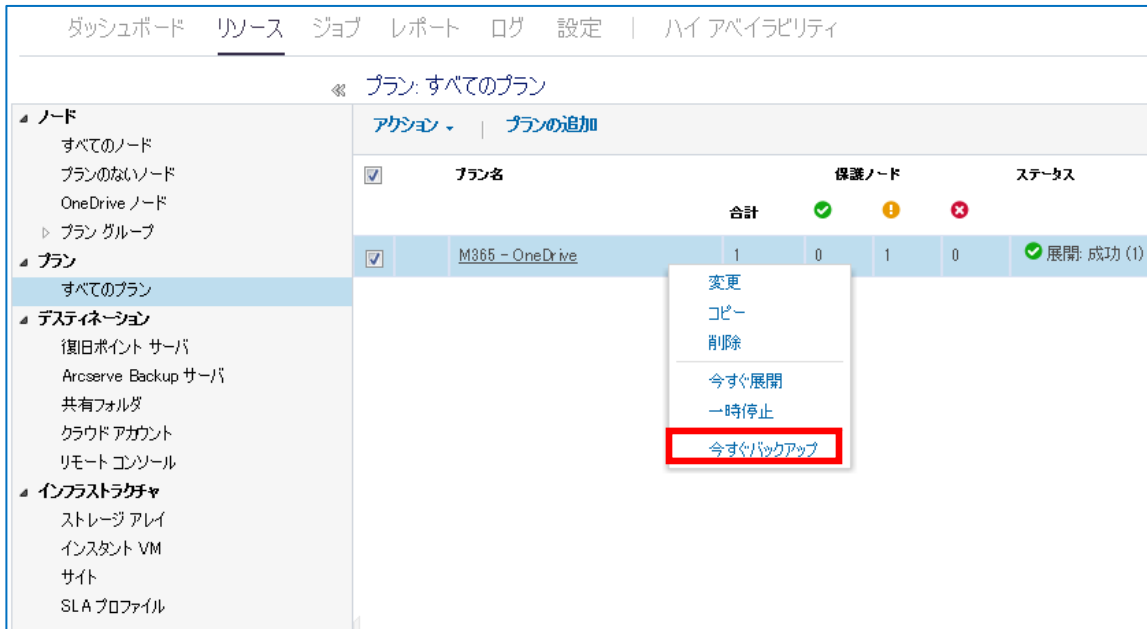 ダッシュボード リソース ジョブ レポート ログ 設定 | ハイ アベイラビリティ
プラン: すべてのプラン
アクション | プランの追加
ノード
すべてのノード
プランのないノード
OneDrive ノード
プラン グループ
プラン
すべてのプラン
デスティネーション
復旧ポイント サーバ
Arcserve Backup サーバ
共有フォルダ
クラウド アカウント
リモート コンソール
インフラストラクチャ
ストレージ アレイ
インスタント VM
サイト
SLA プロファイル
プラン名 保護ノード ステータス
合計
M365 - OneDrive 1 0 1 0 展開: 成功 (1)
変更
コピー
削除
今すぐ展開
一時停止
今すぐバックアップ